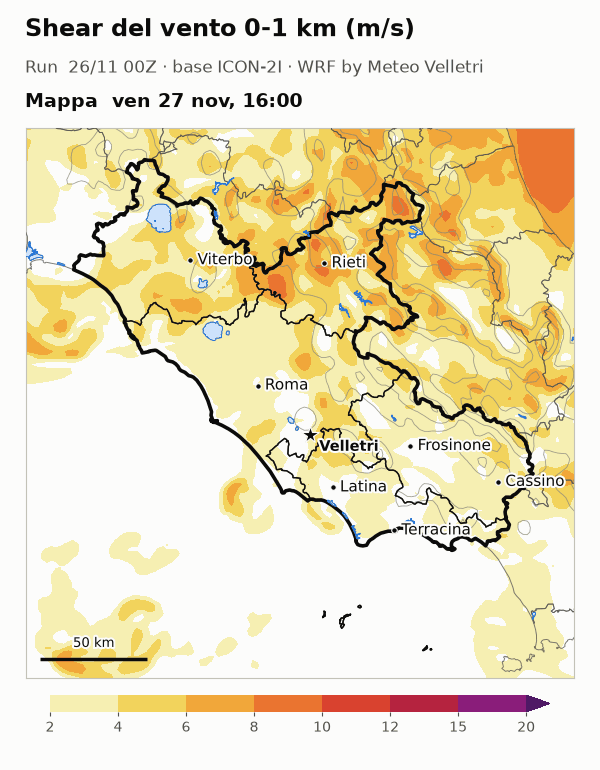 Shear del vento 0-1 km (m/s)
Run  26/11 00Z · base ICON-2I · WRF by Meteo Velletri
Mappa  ven 27 nov, 16:00
Viterbo
Rieti
Roma
Velletri
Frosinone
Cassino
Latina
Terracina
50 km
2 4 6 8 10 12 15 20